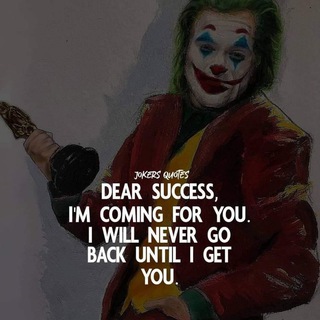 JOKERS QUOTES
DEAR SUCCESS,
I'M COMING FOR YOU.
I WILL NEVER GO
BACK UNTIL I GET
YOU.